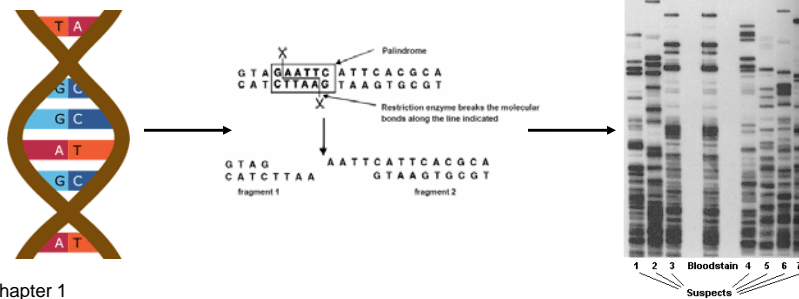 T A
G C
G C
A T
G C
A T
Palindrome
G T A G A A T T C A T T C A C G C A
C A T C T T A A G T A A G T G C G T
Restriction enzyme breaks the molecular
bonds along the line indicated
G T A G A A T T C A T T C A C G C A
C A T C T T A A G T A A G T G C G T
fragment 1 fragment 2
1 2 3 Bloodstain 4 5 6 7
Suspects
hapter 1